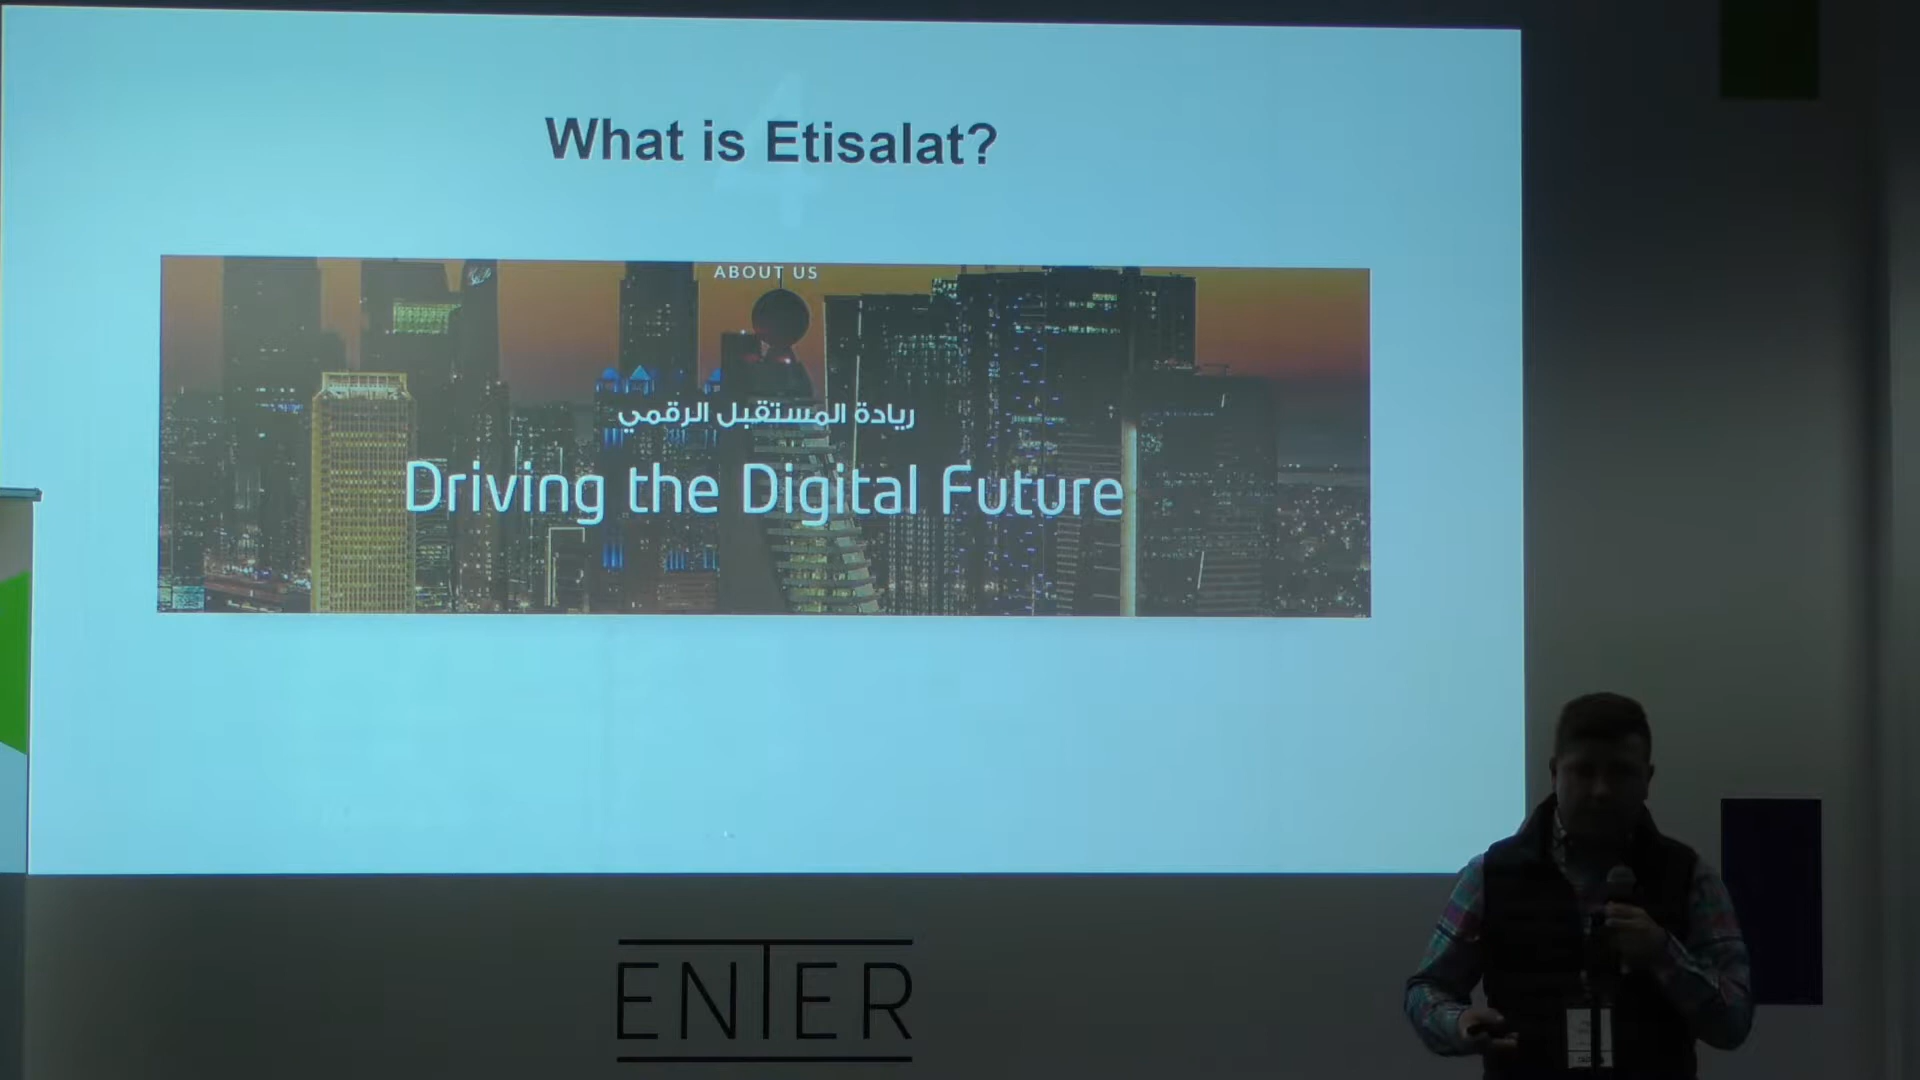 What is Etisalat?
ABOUT US
ريادة المستقبل الرقمي
Driving the Digital Future
ENTER